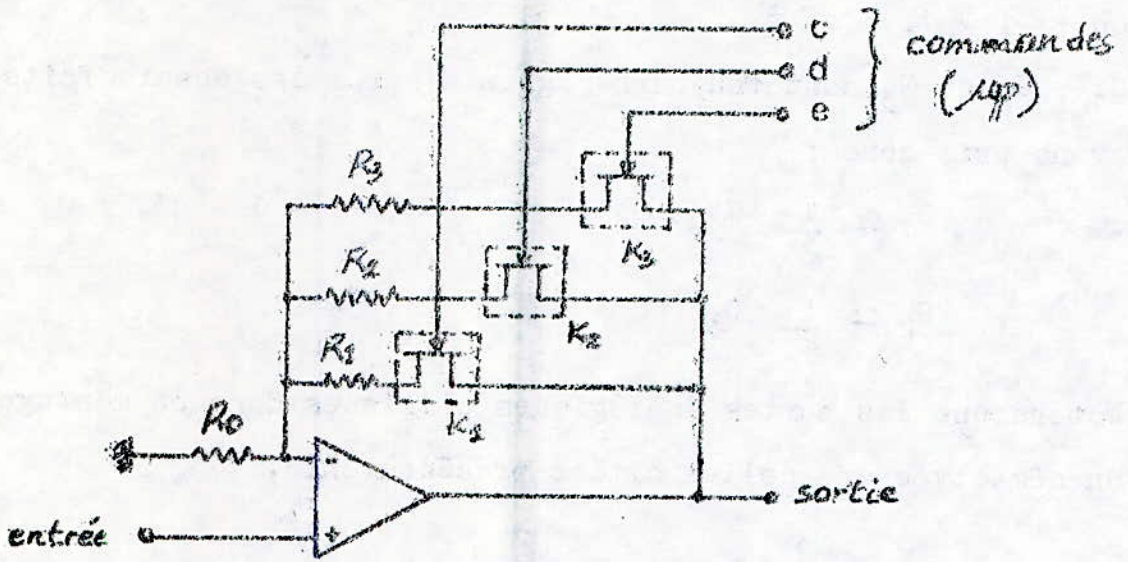 c
d
e
commandes
(μp)
R3
K3
R2
K2
R1
K1
R0
-
+
entrée
sortie